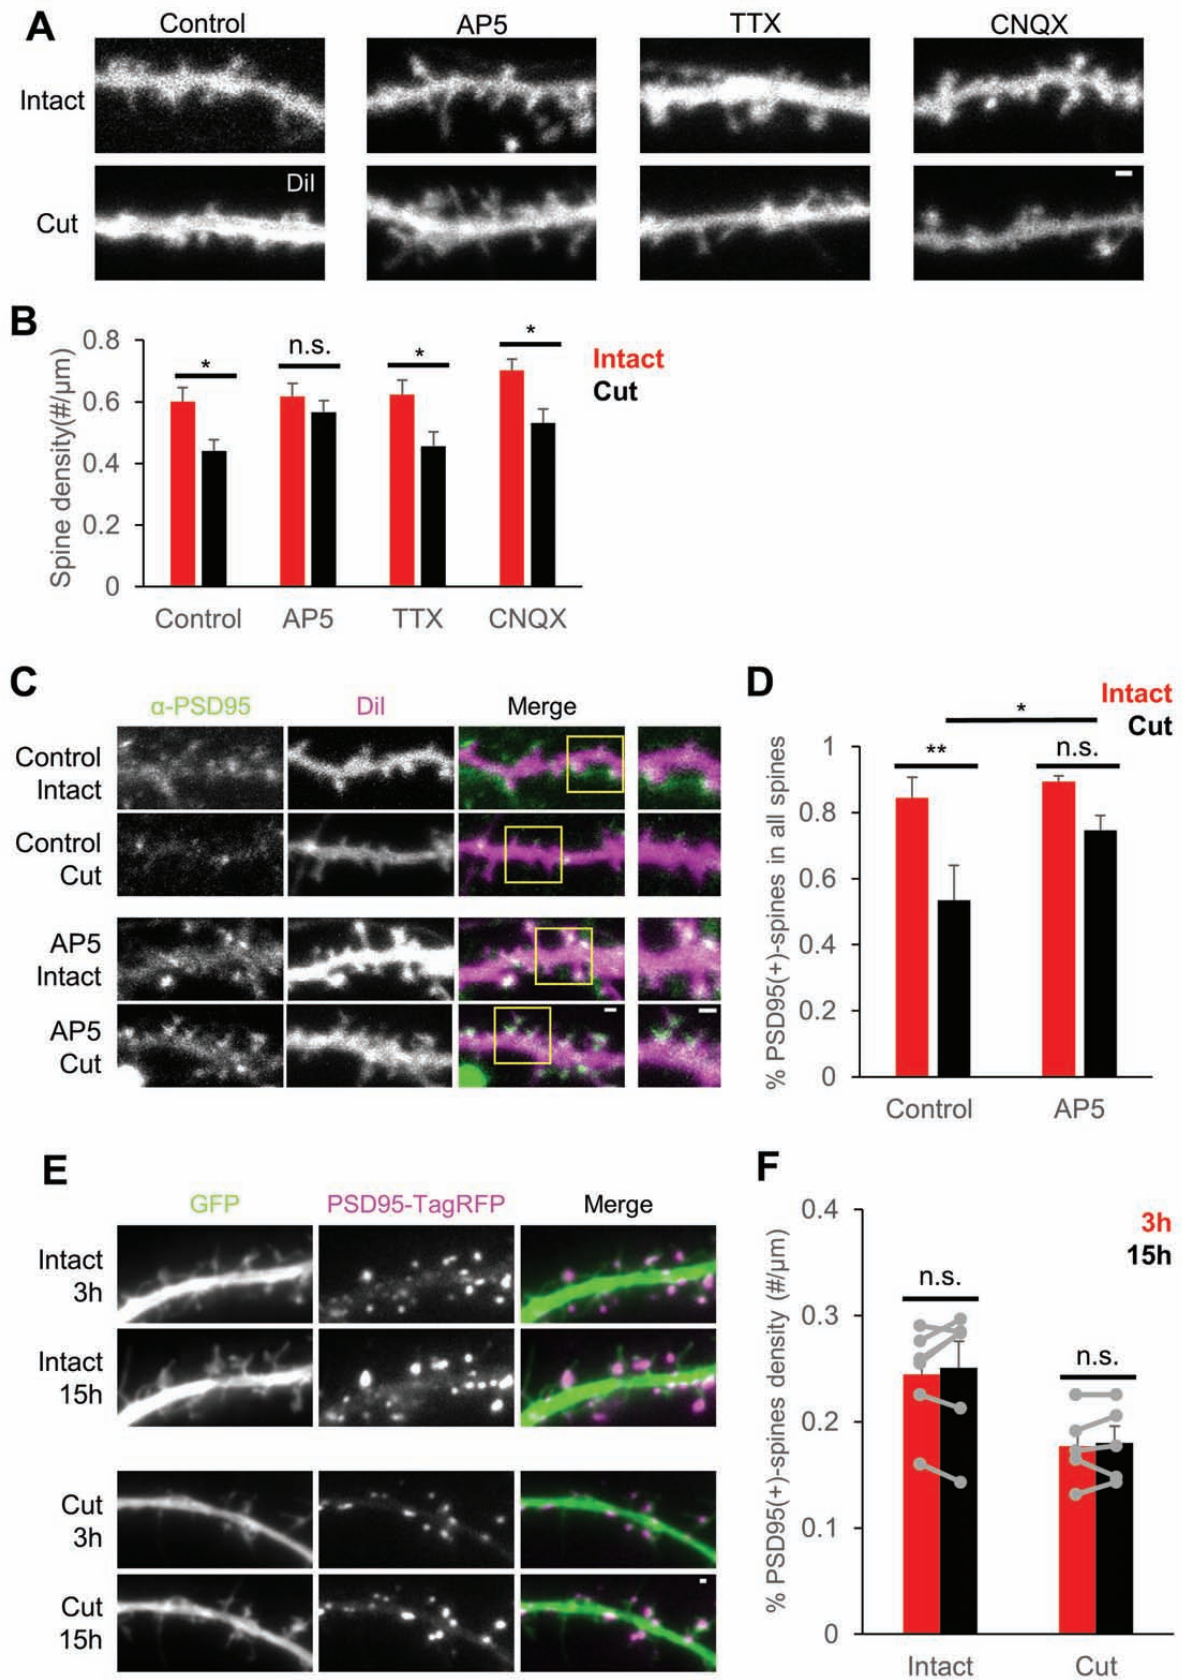 A
Control AP5 TTX CNQX
Intact
DiI
Cut
B
Spine density(#/μm)
0.8
0.6
0.4
0.2
0
* n.s. * *
Intact
Cut
Control AP5 TTX CNQX
C
α-PSD95 DiI Merge
Control
Intact
Control
Cut
AP5
Intact
AP5
Cut
D
Intact
Cut
% PSD95(+)-spines in all spines
1
0.8
0.6
0.4
0.2
0
*
** n.s.
Control AP5
E
GFP PSD95-TagRFP Merge
Intact
3h
Intact
15h
Cut
3h
Cut
15h
F
3h
15h
% PSD95(+)-spines density (#/μm)
0.4
0.3
0.2
0.1
0
n.s.
n.s.
Intact Cut